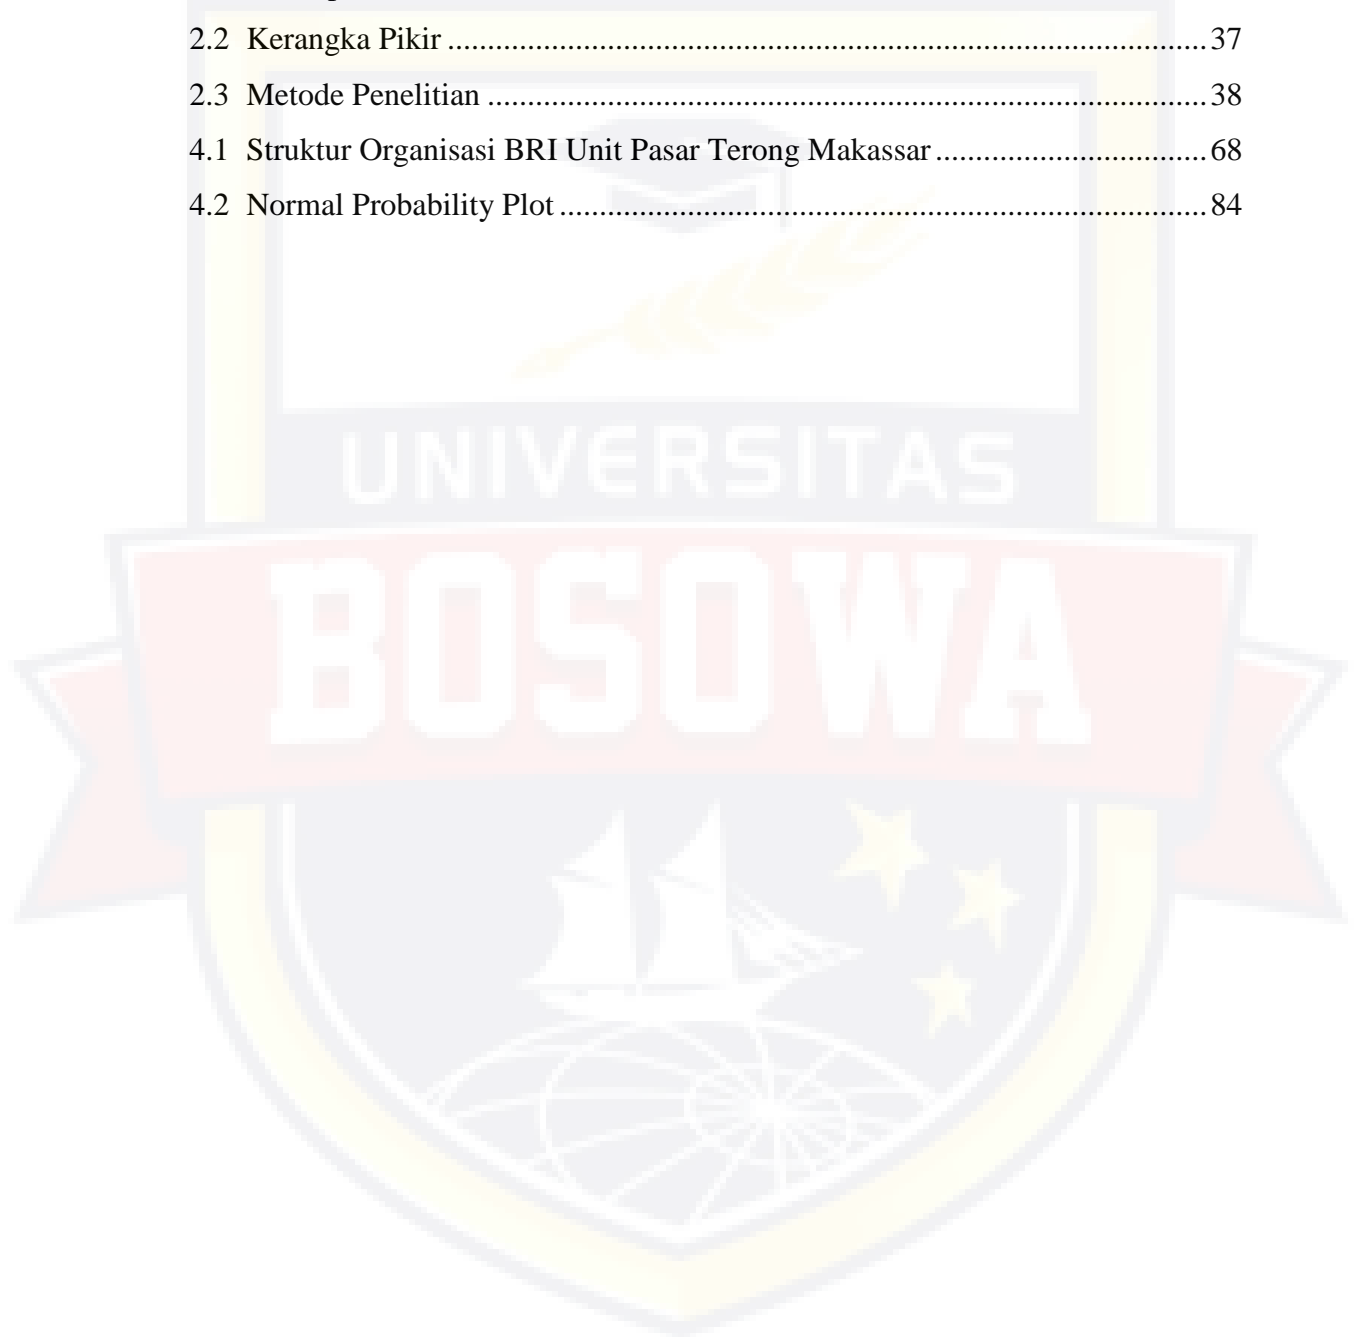 2.2 Kerangka Pikir ........................................................................................... 37
2.3 Metode Penelitian ...................................................................................... 38
4.1 Struktur Organisasi BRI Unit Pasar Terong Makassar ................................. 68
4.2 Normal Probability Plot .............................................................................. 84
UNIVERSITAS
BOSOWA